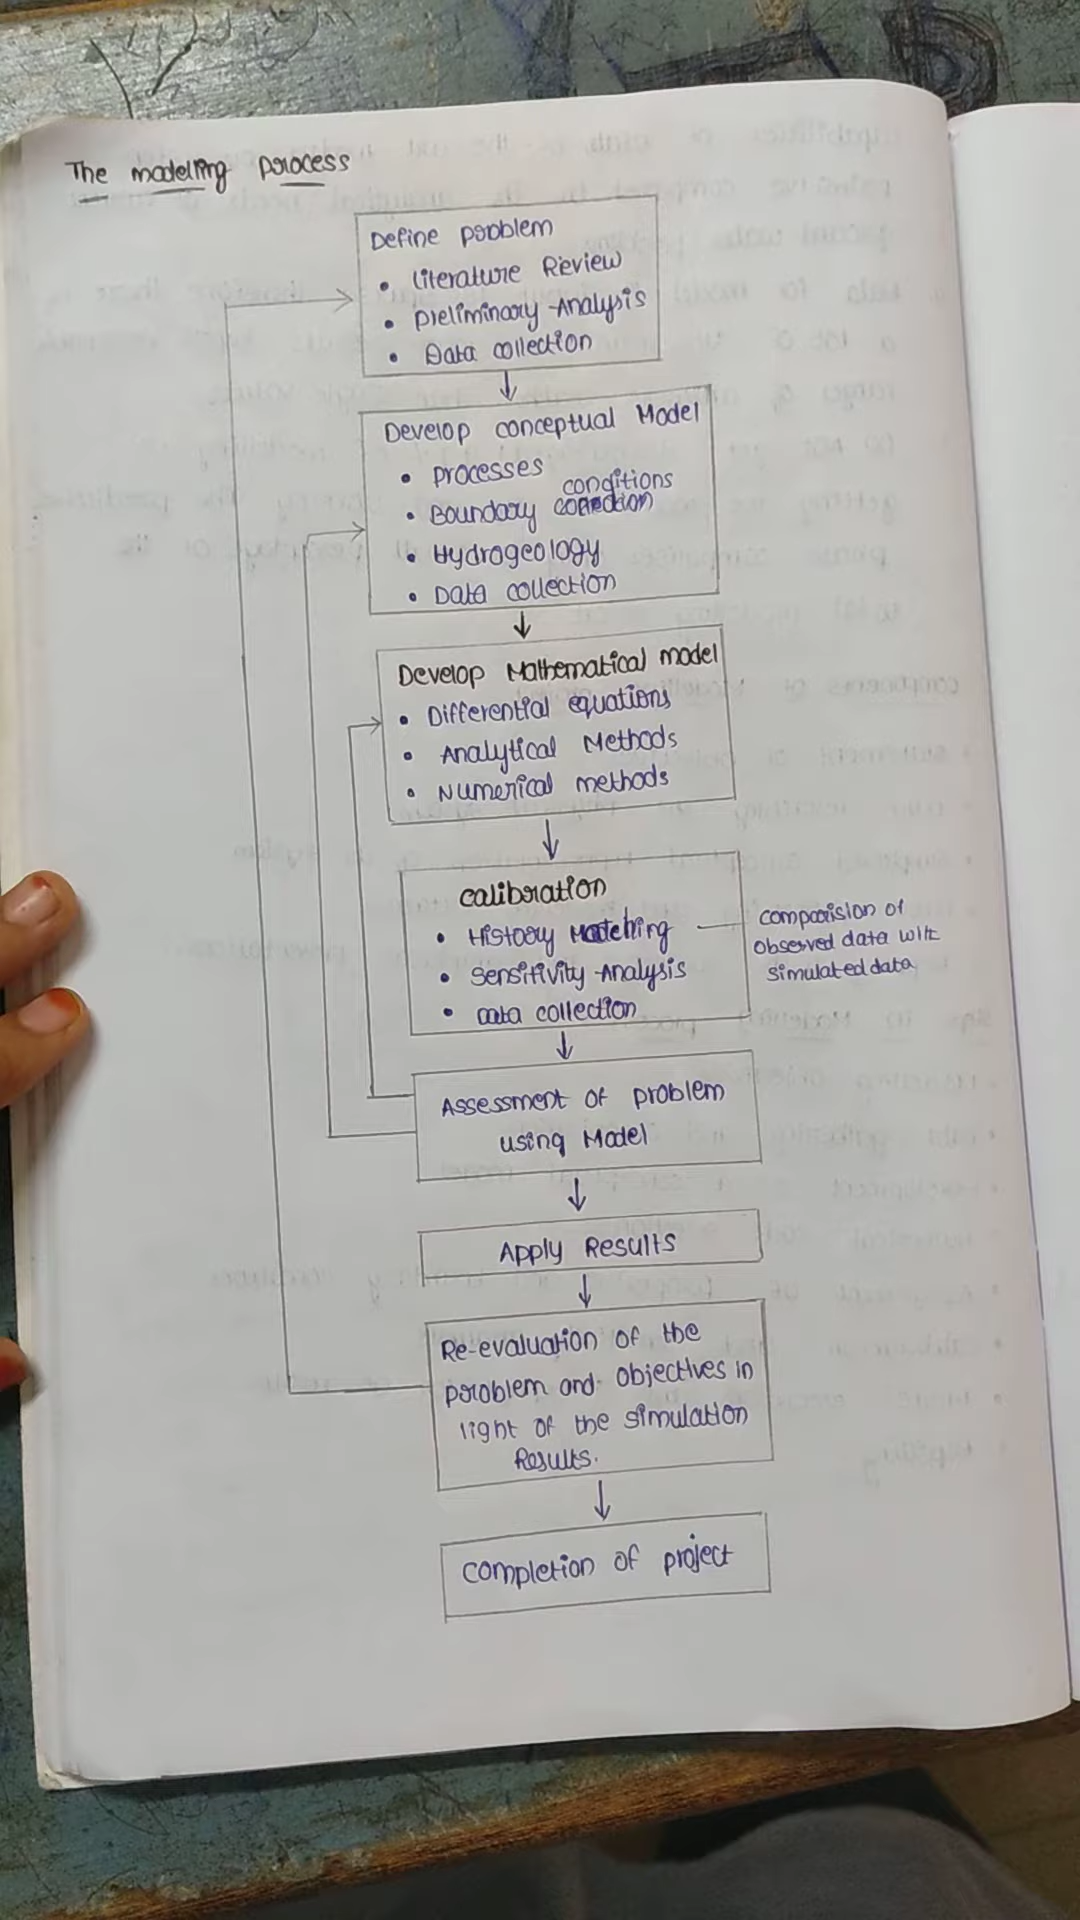 The modelling process
Define problem
• Literature Review
• Preliminary Analysis
• Data collection
Develop conceptual Model
• Processes
conditions
• Boundary
• Hydrogeology
• Data collection
Develop Mathematical model
• Differential equations
• Analytical Methods
• Numerical methods
calibration
• History Matching
• Sensitivity Analysis
• Data collection
comparision of
observed data with
simulated data
Assessment of problem
using Model
Apply Results
Re-evaluation of the
problem and objectives in
light of the simulation
Results.
completion of project